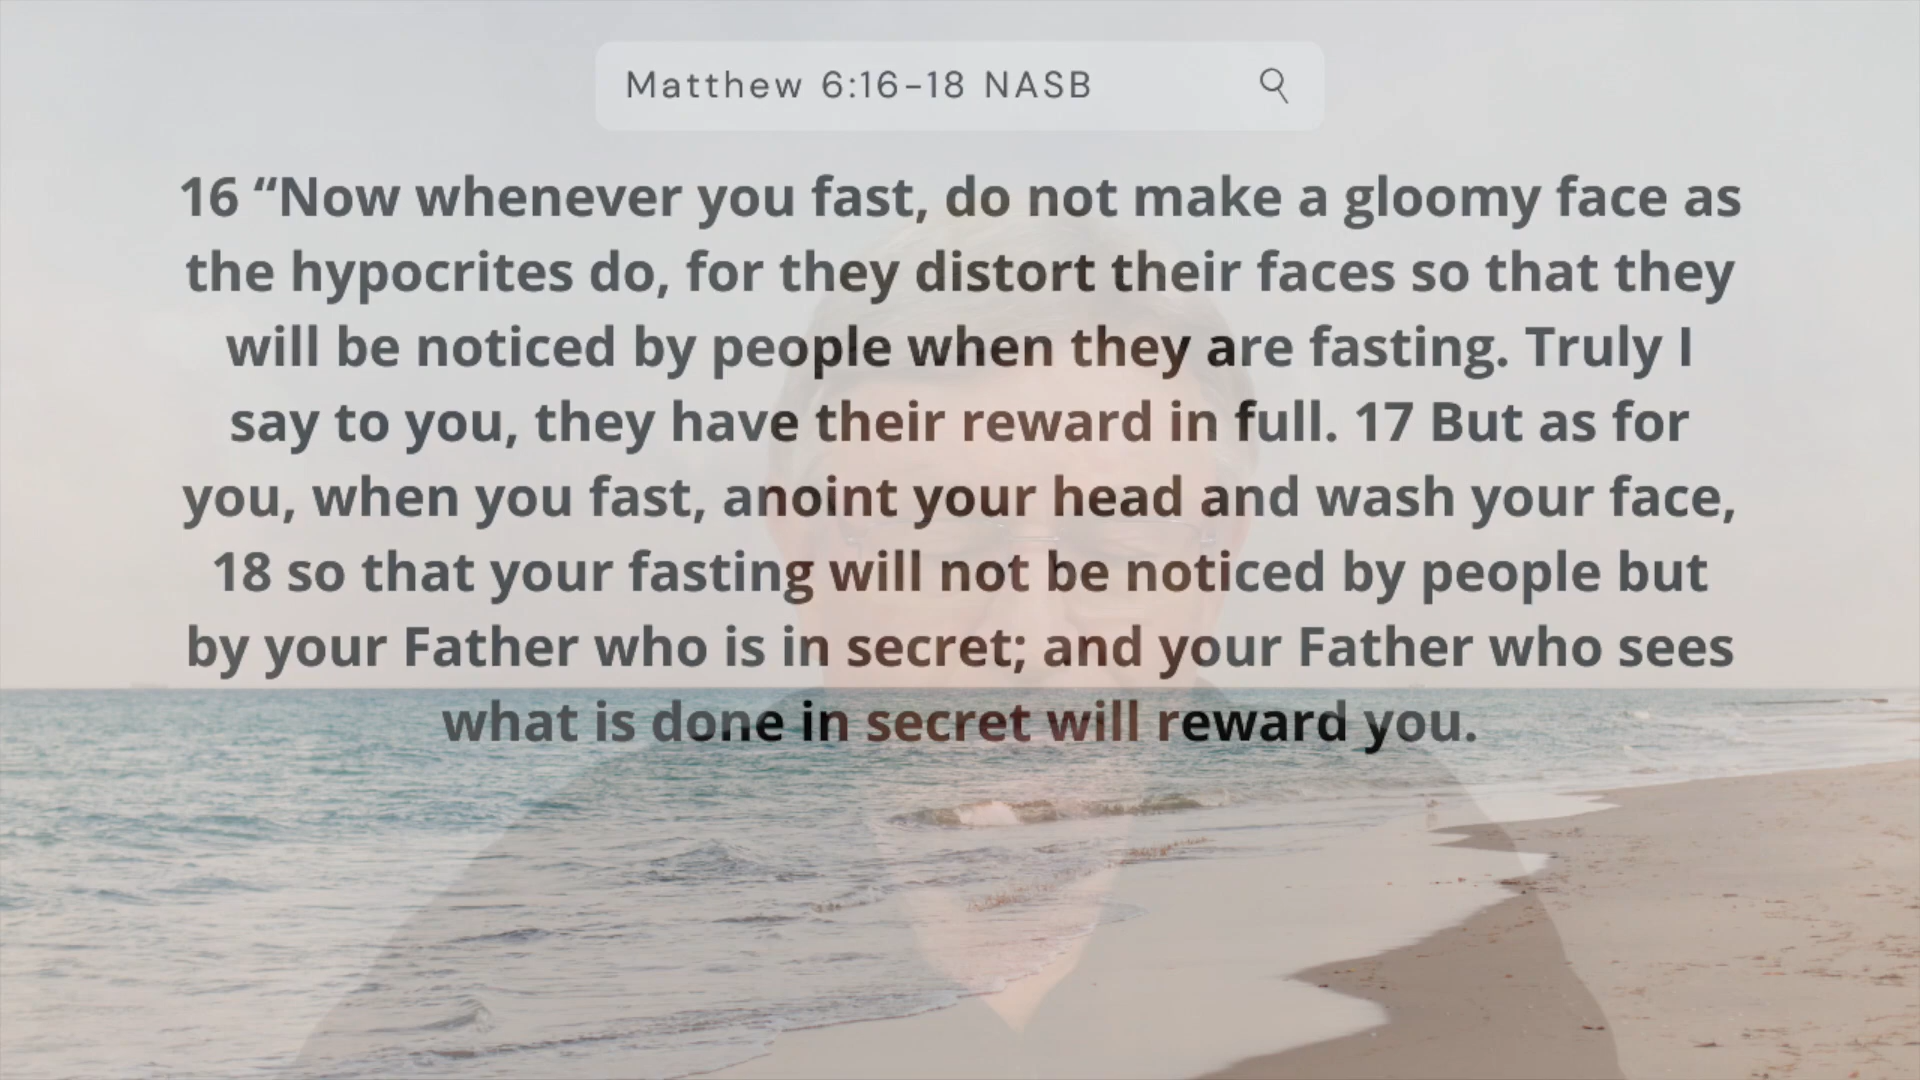 Matthew 6:16-18 NASB
16 “Now whenever you fast, do not make a gloomy face as
the hypocrites do, for they distort their faces so that they
will be noticed by people when they are fasting. Truly I
say to you, they have their reward in full. 17 But as for
you, when you fast, anoint your head and wash your face,
18 so that your fasting will not be noticed by people but
by your Father who is in secret; and your Father who sees
what is done in secret will reward you.